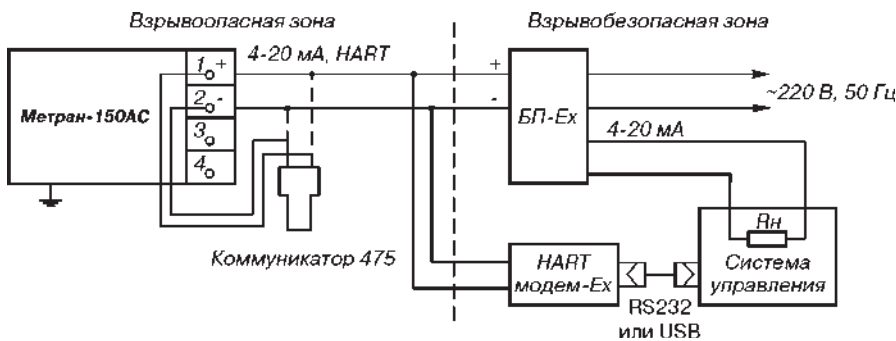 Взрывоопасная зона
Взрывобезопасная зона
4-20 мА, HART
1 +
2 -
3
4
Метран-150АС
+
-
БП-Ex
~220 В, 50 Гц
4-20 мА
Rн
Коммуникатор 475
HART
модем-Ex
Система
управления
RS232
или USB